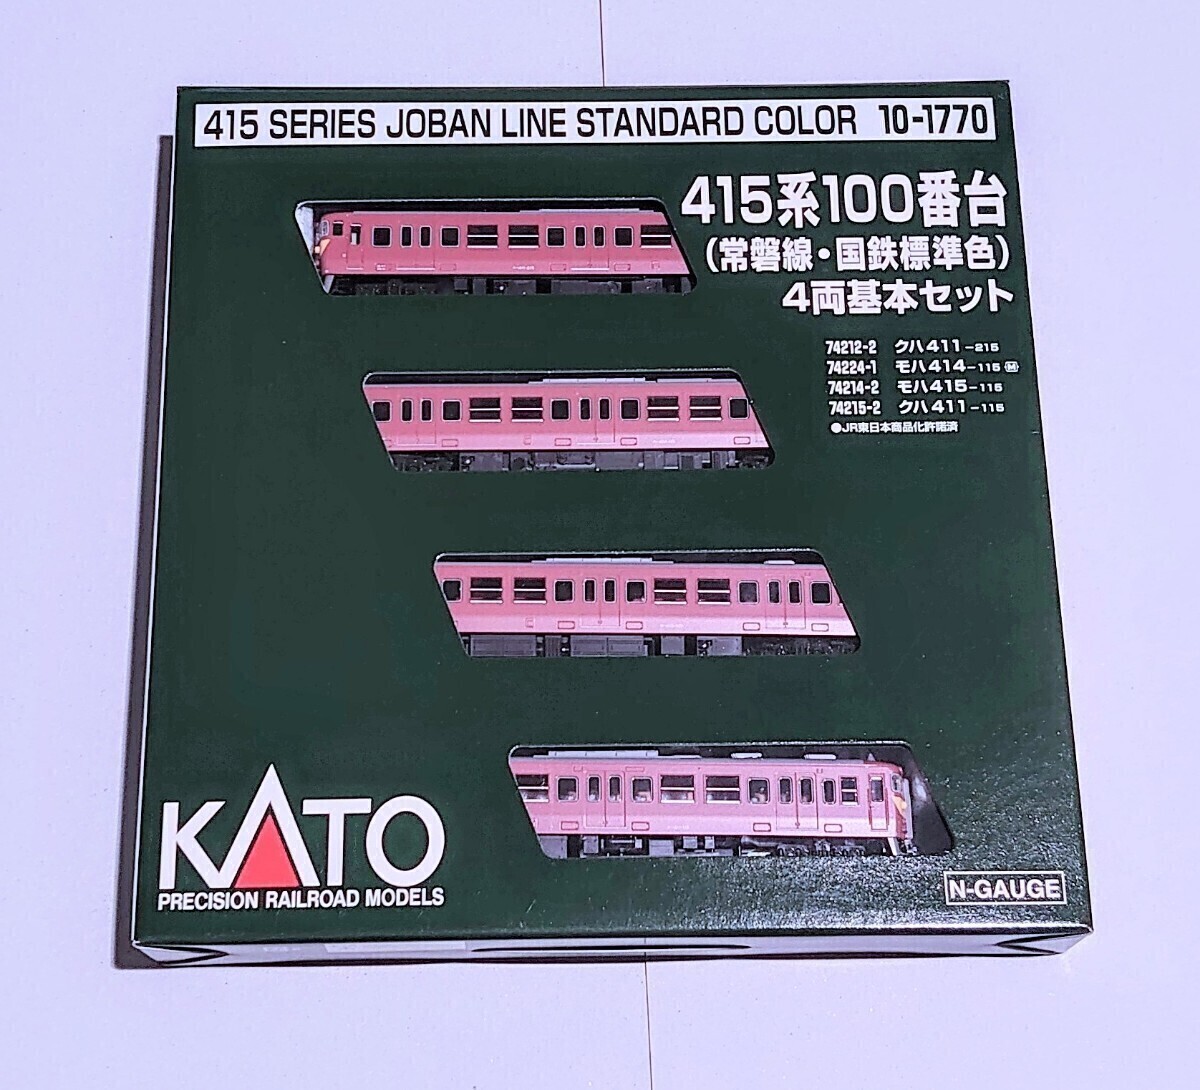 415 SERIES JOBAN LINE STANDARD COLOR 10-1770
415系100番台
(常磐線・国鉄標準色)
4両基本セット
74212-2 クハ411-215
74224-1 モハ414-115 M
74214-2 モハ415-115
74215-2 クハ411-115
●JR東日本商品化許諾済
KATO
PRECISION RAILROAD MODELS
N-GAUGE